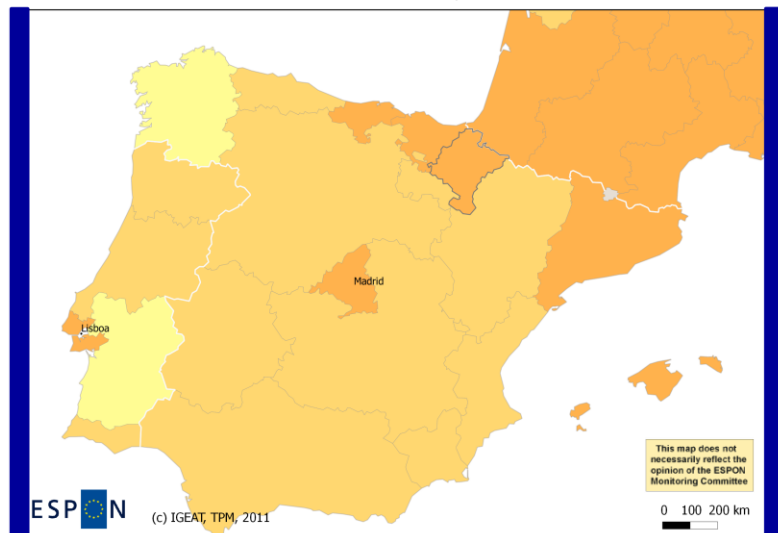 Madrid
Lisboa
This map does not
necessarily reflect the
opinion of the ESPON
Monitoring Committee
ESPON
(c) IGEAT, TPM, 2011
0 100 200 km